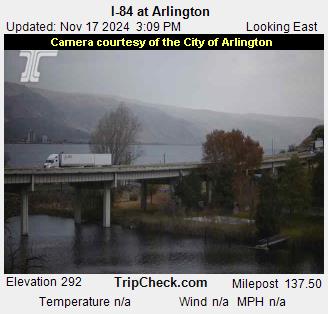 I-84 at Arlington
Updated: Nov 17 2024 3:09 PM Looking East
Camera courtesy of the City of Arlington
Elevation 292 TripCheck.com Milepost 137.50
Temperature n/a Wind n/a MPH n/a